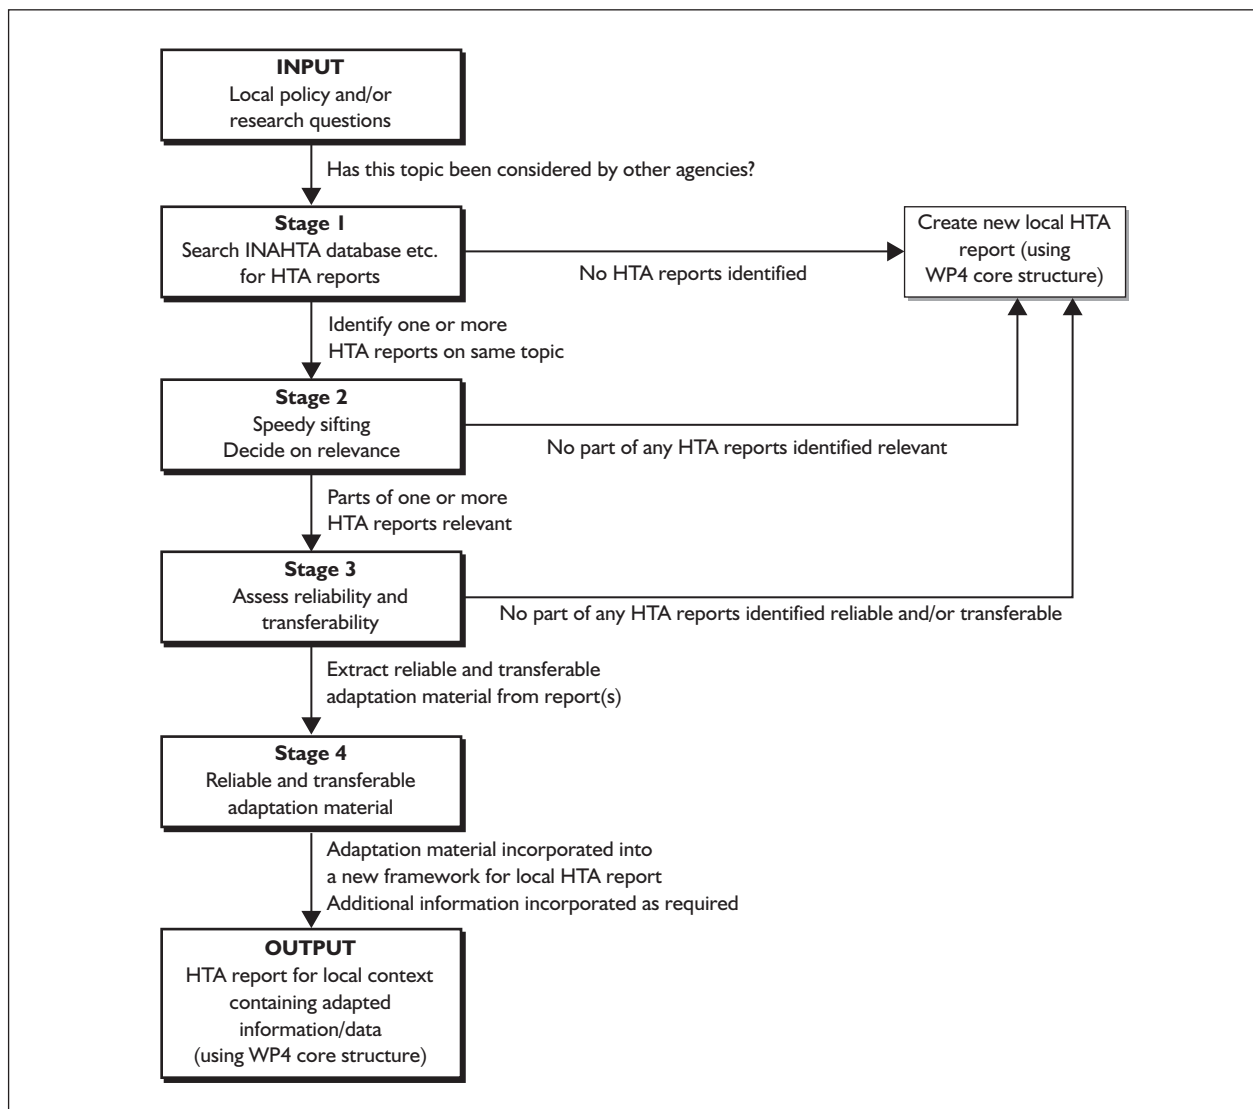 INPUT
Local policy and/or
research questions
Has this topic been considered by other agencies?
Stage 1
Search INAHTA database etc.
for HTA reports
No HTA reports identified
Create new local HTA
report (using
WP4 core structure)
Identify one or more
HTA reports on same topic
Stage 2
Speedy sifting
Decide on relevance
No part of any HTA reports identified relevant
Parts of one or more
HTA reports relevant
Stage 3
Assess reliability and
transferability
No part of any HTA reports identified reliable and/or transferable
Extract reliable and transferable
adaptation material from report(s)
Stage 4
Reliable and transferable
adaptation material
Adaptation material incorporated into
a new framework for local HTA report
Additional information incorporated as required
OUTPUT
HTA report for local context
containing adapted
information/data
(using WP4 core structure)